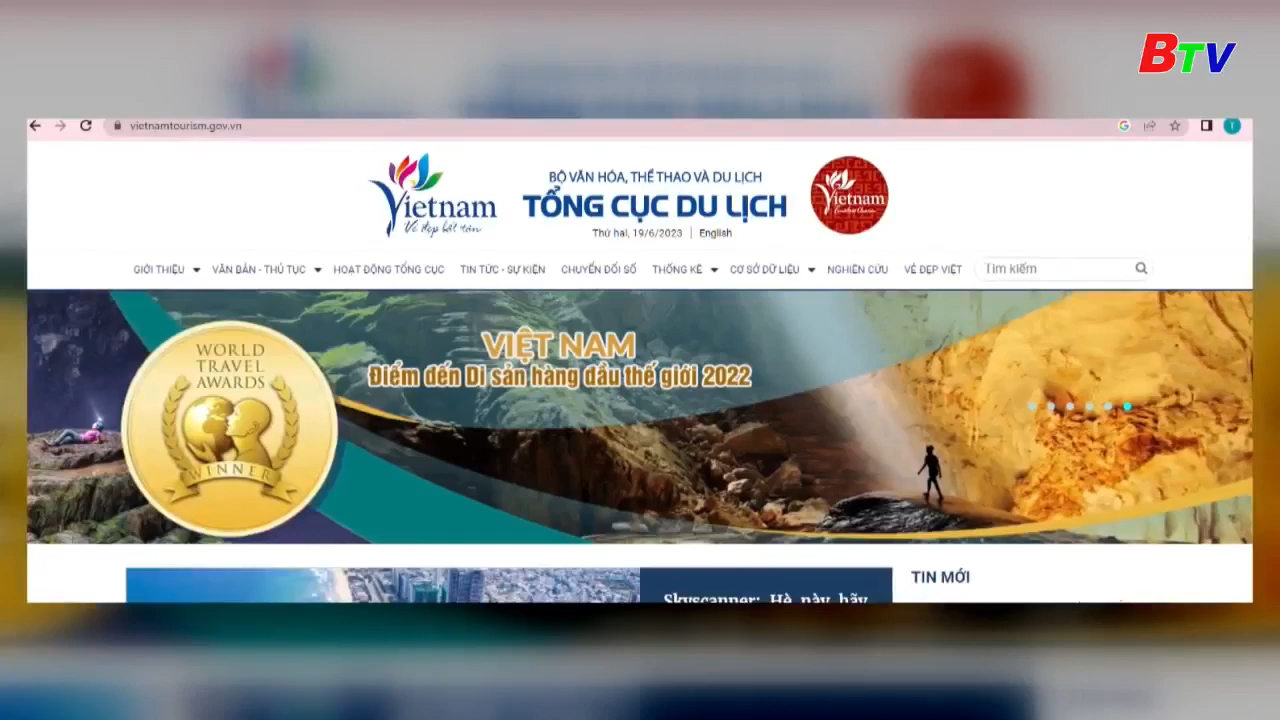 BTV
vietnamtourism.gov.vn
T
Vietnam
Vẻ đẹp bất tận
BỘ VĂN HÓA, THỂ THAO VÀ DU LỊCH
TỔNG CỤC DU LỊCH
Thứ hai, 19/6/2023 | English
Vietnam
Timeless Charm
GIỚI THIỆU VĂN BẢN - THỦ TỤC HOẠT ĐỘNG TỔNG CỤC TIN TỨC - SỰ KIỆN CHUYỂN ĐỔI SỐ THỐNG KÊ CƠ SỞ DỮ LIỆU NGHIÊN CỨU VẺ ĐẸP VIỆT Tìm kiếm
WORLD
TRAVEL
AWARDS
WINNER
VIỆT NAM
Điểm đến Di sản hàng đầu thế giới 2022
Skyscanner: Hè này hãy
TIN MỚI